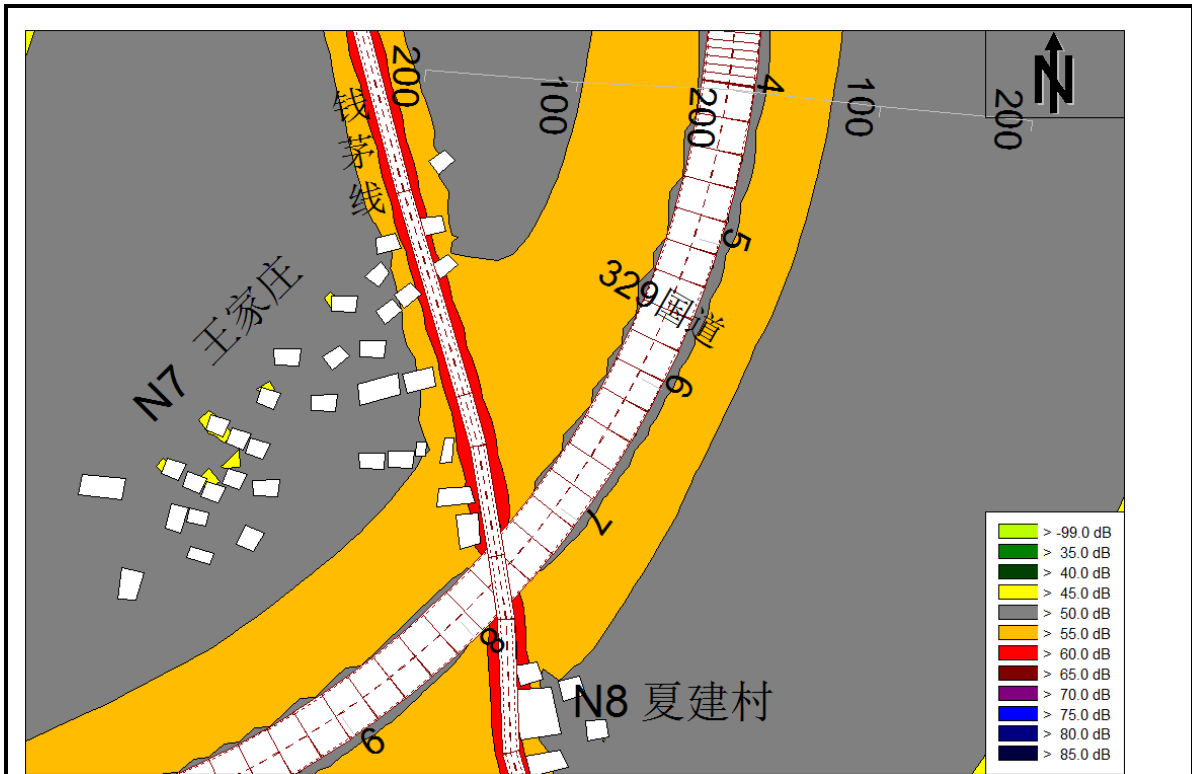 N
200
100
200
4
100
200
钱茅线
5
329国道
N7 王家庄
6
7
8
N8 夏建村
9
> -99.0 dB
> 35.0 dB
> 40.0 dB
> 45.0 dB
> 50.0 dB
> 55.0 dB
> 60.0 dB
> 65.0 dB
> 70.0 dB
> 75.0 dB
> 80.0 dB
> 85.0 dB